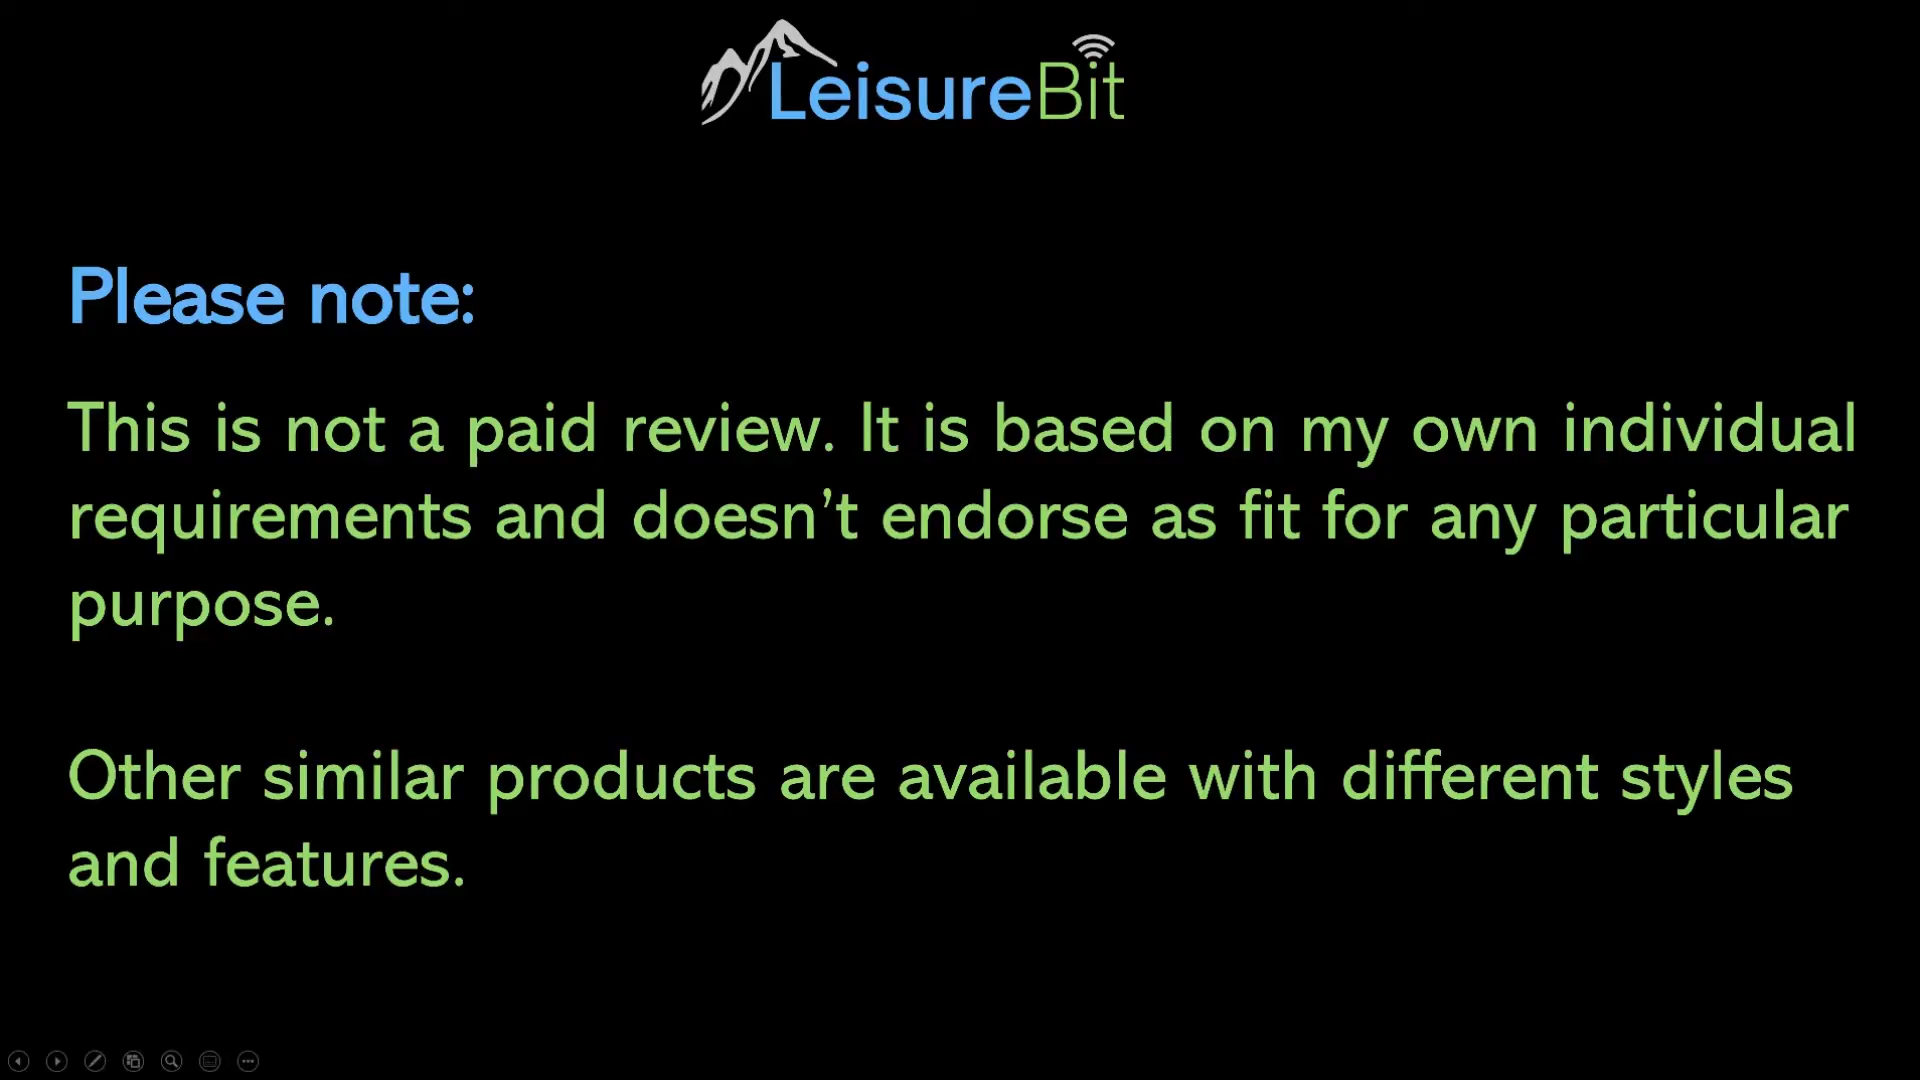 LeisureBit
Please note:
This is not a paid review. It is based on my own individual
requirements and doesn’t endorse as fit for any particular
purpose.
Other similar products are available with different styles
and features.